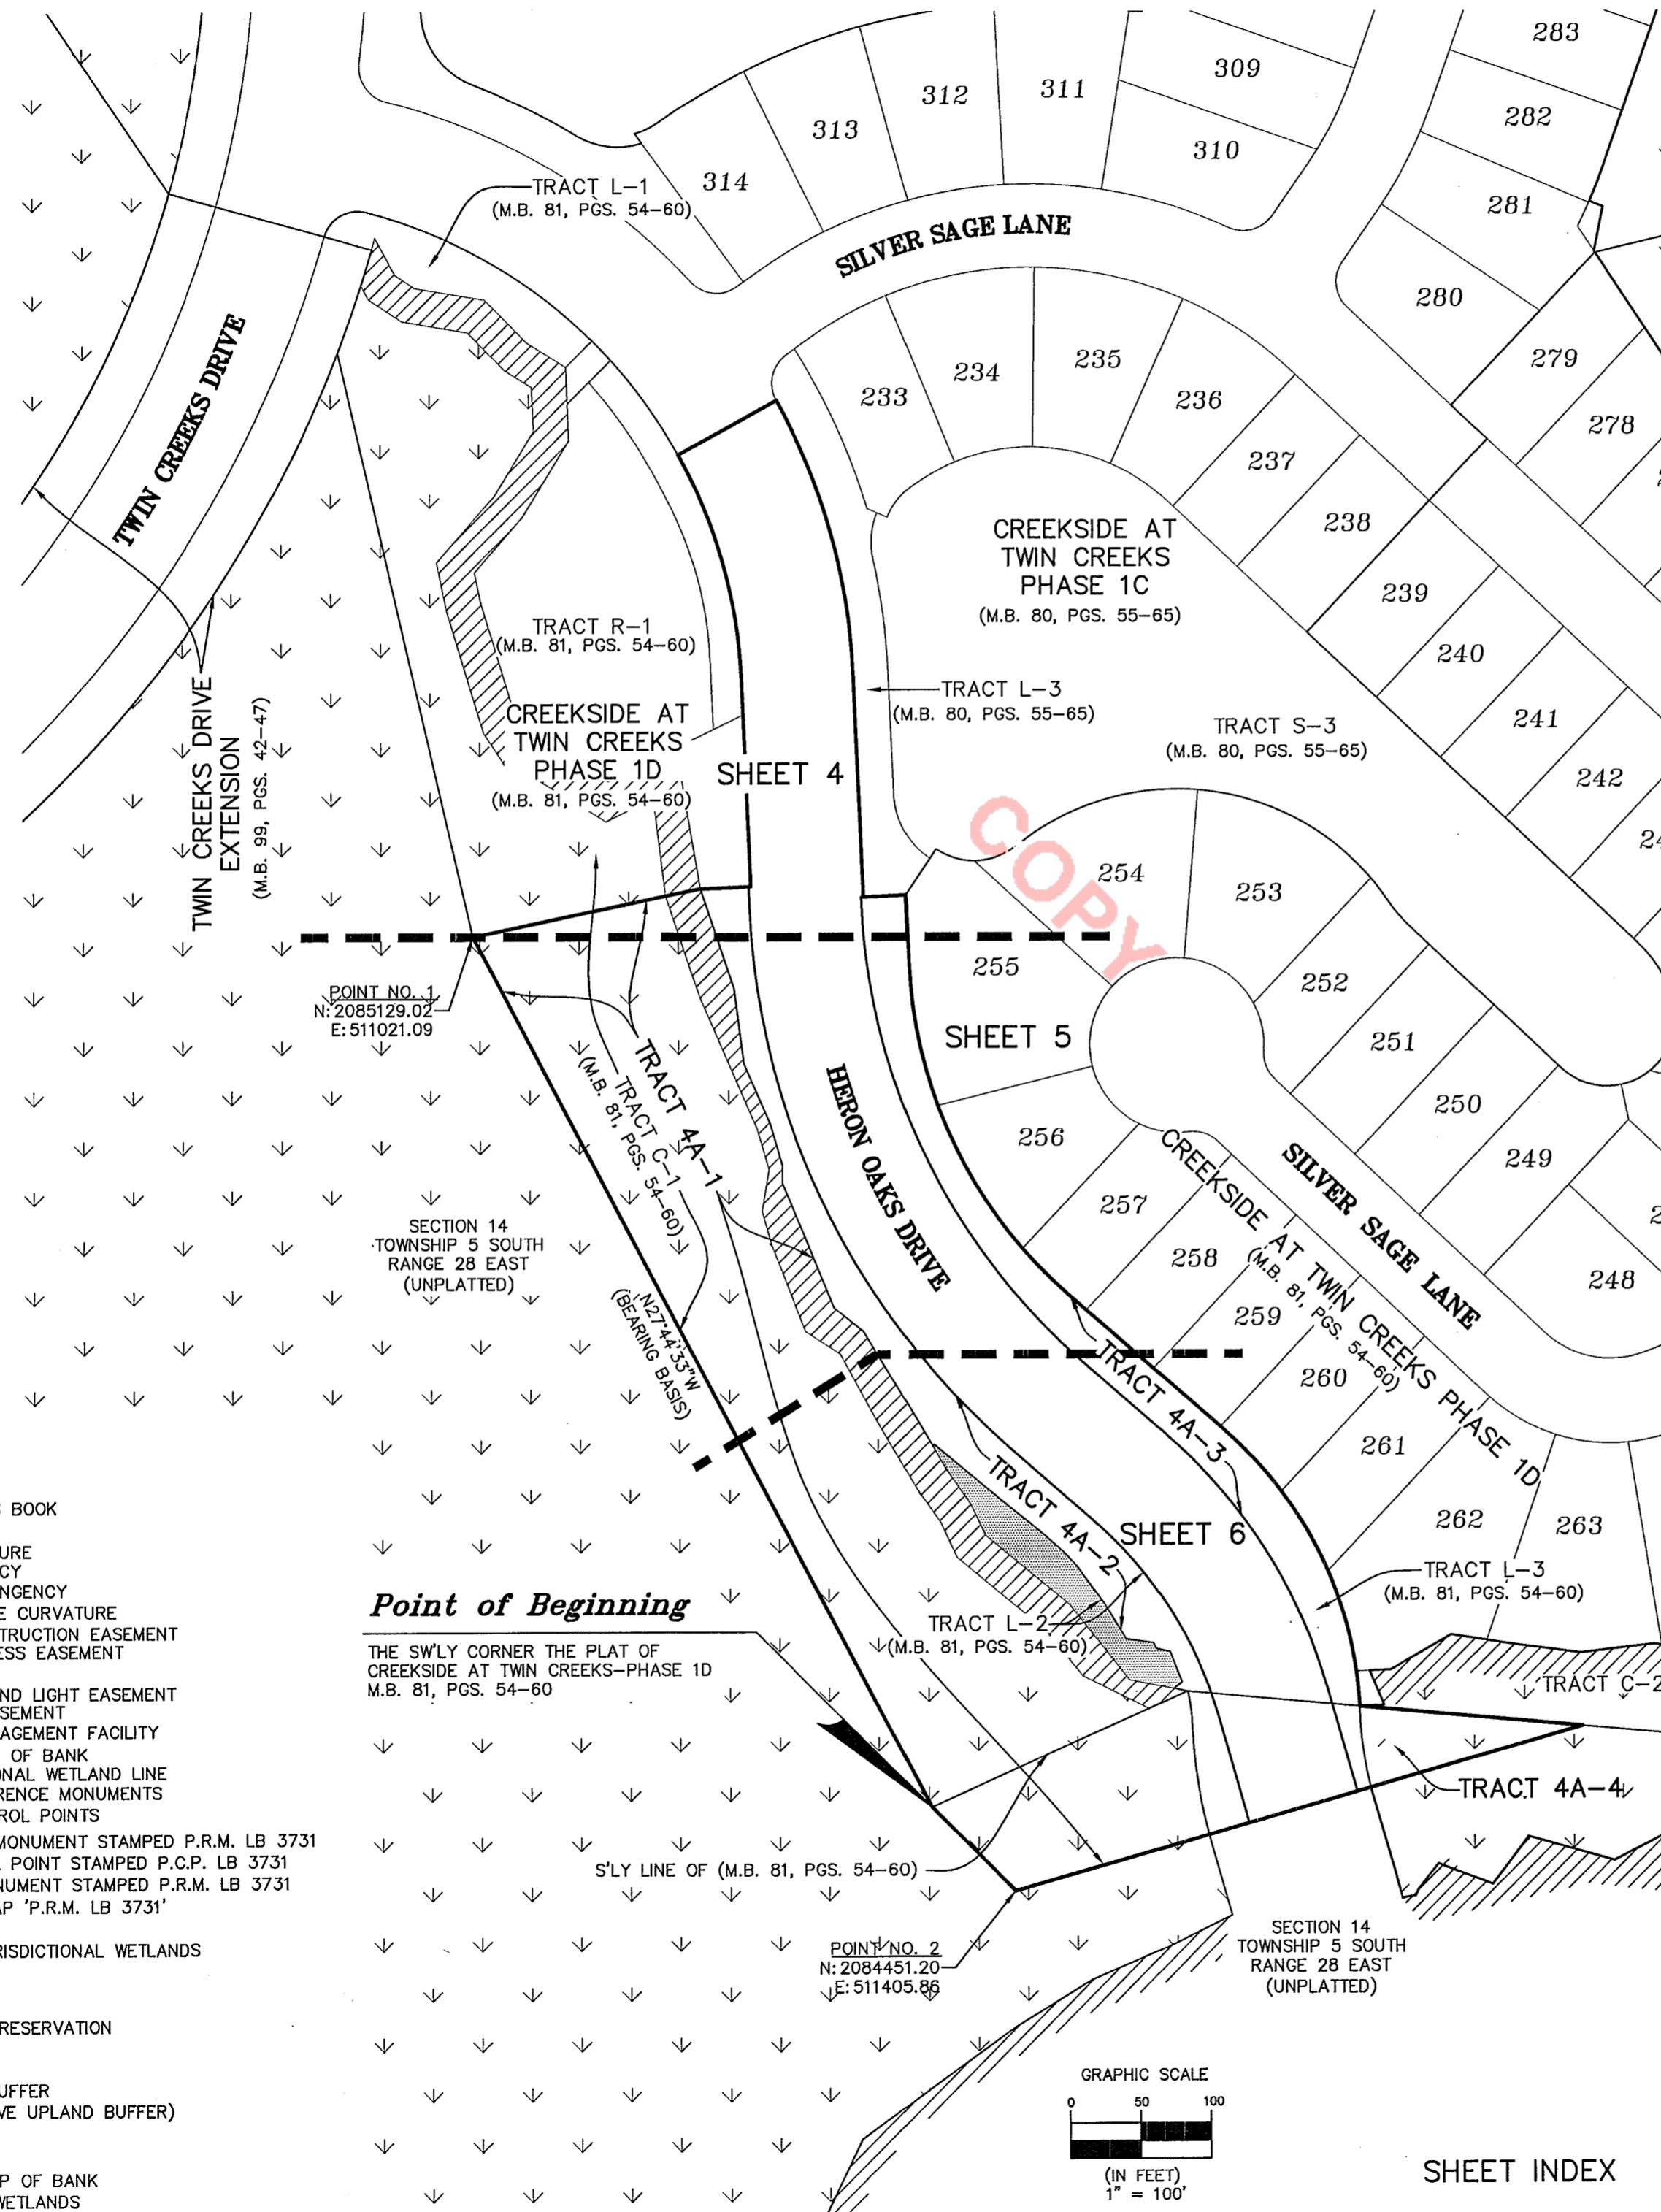 283
309
312
311
282
313
310
314
TRACT L-1
(M.B. 81, PGS. 54-60)
281
SILVER SAGE LANE
280
279
235
234
233
236
278
TWIN CREEKS DRIVE
237
238
CREEKSIDE AT
TWIN CREEKS
PHASE 1C
(M.B. 80, PGS. 55-65)
239
TRACT R-1
(M.B. 81, PGS. 54-60)
240
TRACT L-3
(M.B. 80, PGS. 55-65)
241
TRACT S-3
(M.B. 80, PGS. 55-65)
CREEKSIDE AT
TWIN CREEKS
PHASE 1D
(M.B. 81, PGS. 54-60)
SHEET 4
242
TWIN CREEKS DRIVE
EXTENSION
(M.B. 99, PGS. 42-47)
COPY
254
253
255
252
POINT NO. 1
N: 2085129.02
E: 511021.09
SHEET 5
251
TRACT 4A-1
TRACT C-1
(M.B. 81, PGS. 54-60)
HERON OAKS DRIVE
250
256
249
257
CREEKSIDE AT TWIN CREEKS PHASE 1D
(M.B. 81, PGS. 54-60)
SILVER SAGE LANE
SECTION 14
TOWNSHIP 5 SOUTH
RANGE 28 EAST
(UNPLATTED)
258
248
N27°44'33"W
(BEARING BASIS)
259
260
TRACT 4A-3
261
BOOK
262
263
TRACT 4A-2
SHEET 6
URE
CY
NGENCY
E CURVATURE
TRUCTION EASEMENT
ESS EASEMENT
ND LIGHT EASEMENT
SEMENT
AGEMENT FACILITY
OF BANK
ONAL WETLAND LINE
RENCE MONUMENTS
ROL POINTS
MONUMENT STAMPED P.R.M. LB 3731
POINT STAMPED P.C.P. LB 3731
NUMENT STAMPED P.R.M. LB 3731
AP 'P.R.M. LB 3731'
RISDICTIONAL WETLANDS
RESERVATION
UFFER
VE UPLAND BUFFER)
P OF BANK
WETLANDS
Point of Beginning
THE SW'LY CORNER THE PLAT OF
CREEKSIDE AT TWIN CREEKS-PHASE 1D
M.B. 81, PGS. 54-60
TRACT L-3
(M.B. 81, PGS. 54-60)
TRACT L-2
(M.B. 81, PGS. 54-60)
TRACT C-2
TRACT 4A-4
S'LY LINE OF (M.B. 81, PGS. 54-60)
POINT NO. 2
N: 2084451.20
E: 511405.86
SECTION 14
TOWNSHIP 5 SOUTH
RANGE 28 EAST
(UNPLATTED)
GRAPHIC SCALE
0 50 100
(IN FEET)
1" = 100'
SHEET INDEX